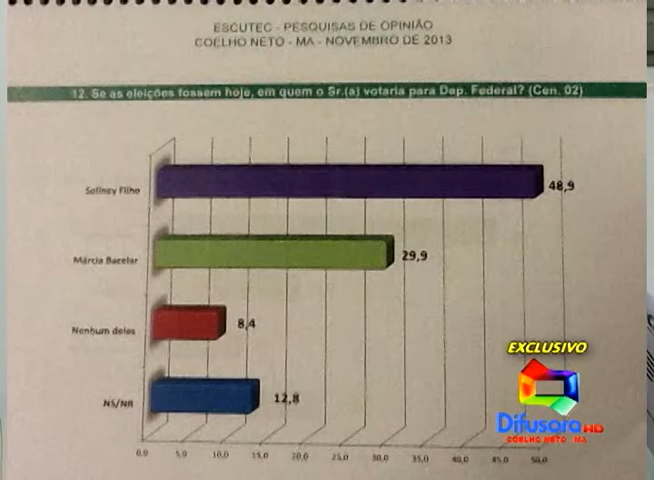 ESCUTEC - PESQUISAS DE OPINIÃO
COELHO NETO - MA - NOVEMBRO DE 2013
12. Se as eleições fossem hoje, em quem o Sr.(a) votaria para Dep. Federal? (Cen. 02)
Soliney Filho
48,9
Márcia Bacelar
29,9
Nenhum deles
8,4
NS/NR
12,8
0,0 5,0 10,0 15,0 20,0 25,0 30,0 35,0 40,0 45,0 50,0
EXCLUSIVO
Difusora HD
COELHO NETO MA